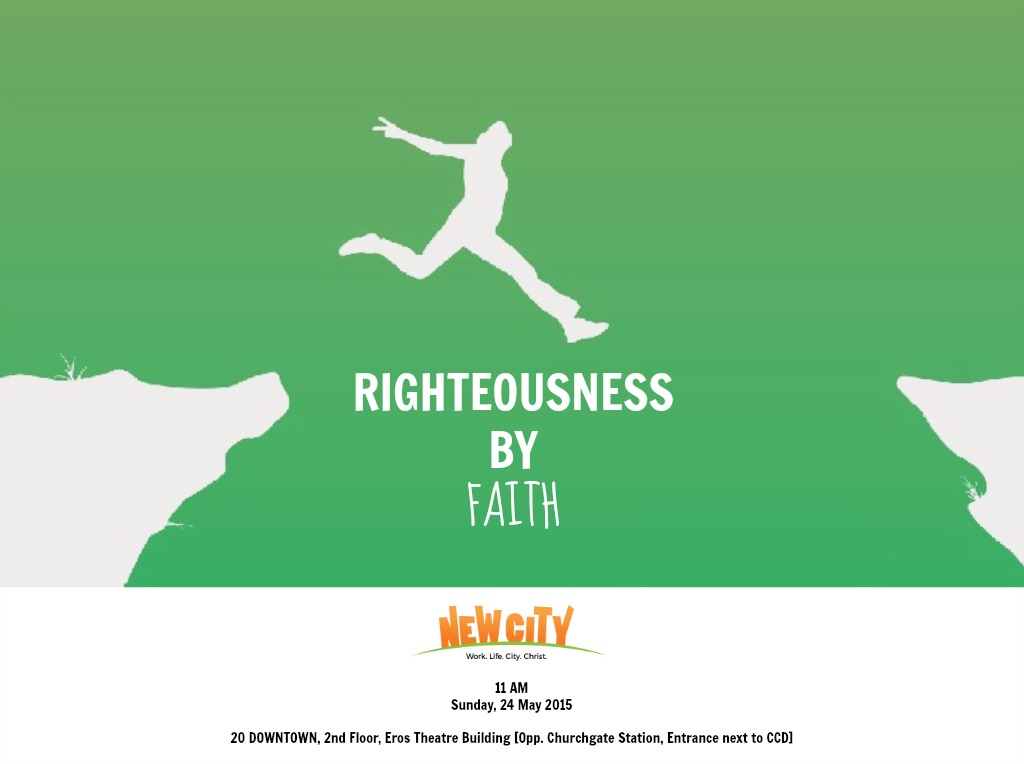 RIGHTEOUSNESS
BY
FAITH
NEW CITY
Work. Life. City. Christ.
11 AM
Sunday, 24 May 2015
20 DOWNTOWN, 2nd Floor, Eros Theatre Building [Opp. Churchgate Station, Entrance next to CCD]